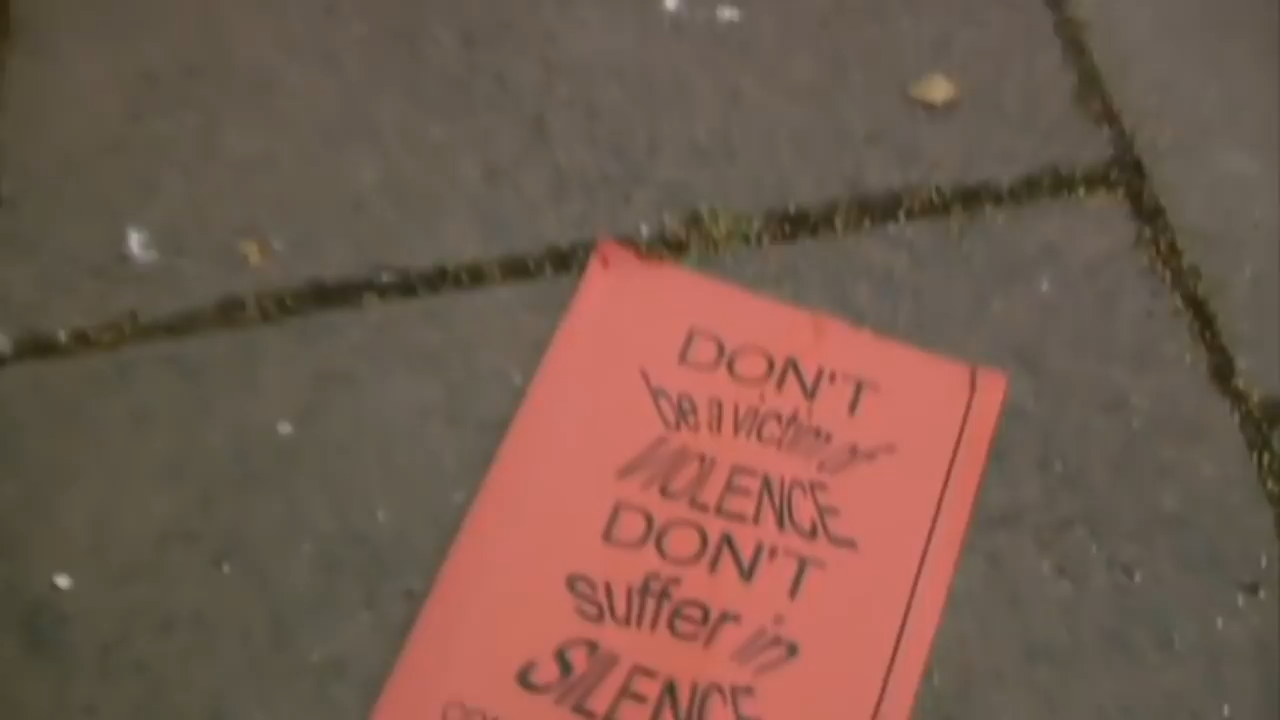 DON'T
be a victim of
VIOLENCE
DON'T
suffer in
SILENCE